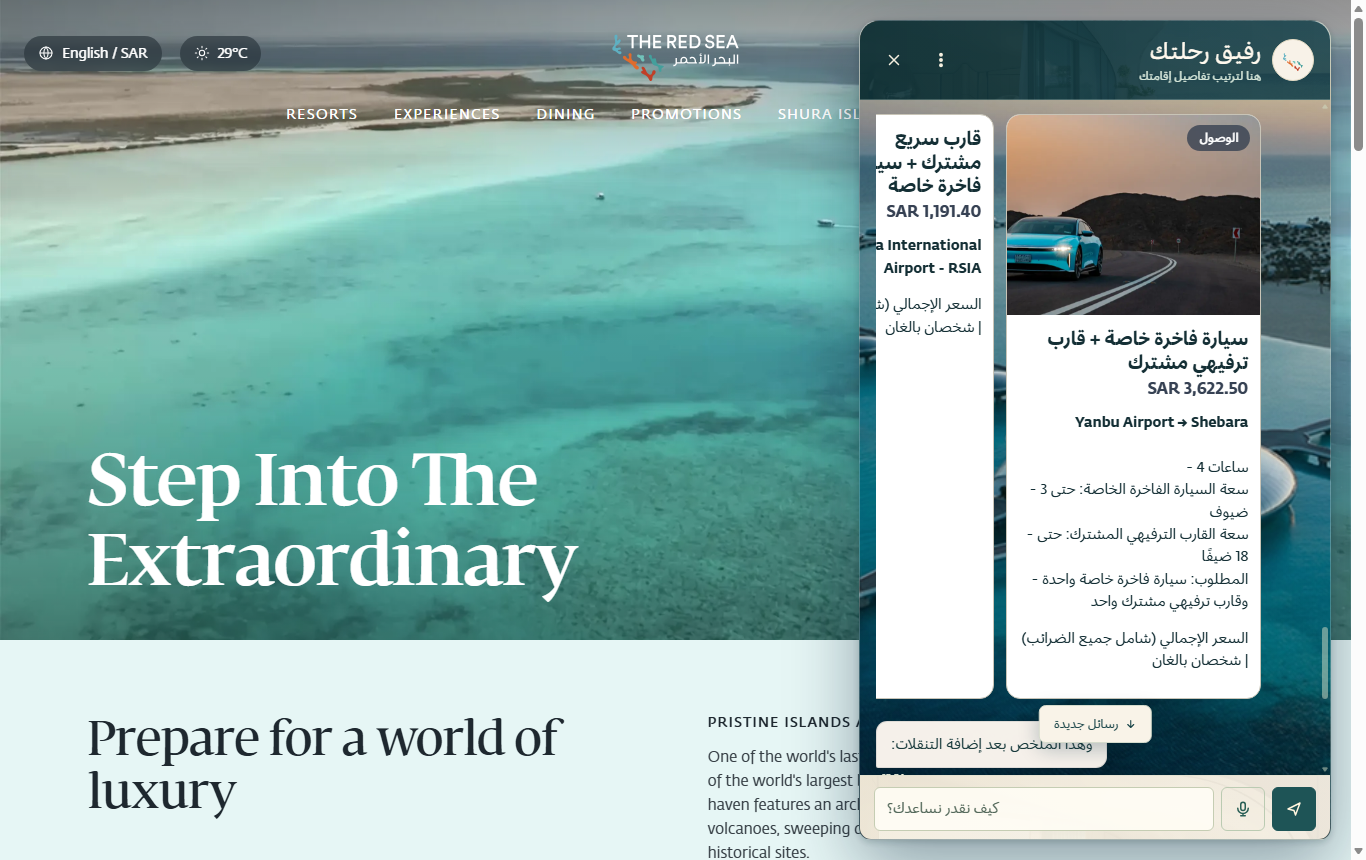 English / SAR
29°C
THE RED SEA
البحر الأحمر
RESORTS
EXPERIENCES
DINING
PROMOTIONS
SHURA ISL
Step Into The
Extraordinary
Prepare for a world of
luxury
PRISTINE ISLANDS
One of the world's las
of the world's largest
haven features an arc
volcanoes, sweeping
historical sites.
رفيق رحلتك
هنا لترتيب تفاصيل إقامتك
الوصول
سيارة فاخرة خاصة + قارب
ترفيهي مشترك
SAR 3,622.50
Yanbu Airport → Shebara
- 4 ساعات
- سعة السيارة الفاخرة الخاصة: حتى 3
ضيوف
- سعة القارب الترفيهي المشترك: حتى
18 ضيفًا
- المطلوب: سيارة فاخرة خاصة واحدة
وقارب ترفيهي مشترك واحد
السعر الإجمالي (شامل جميع الضرائب)
| شخصان بالغان
قارب سريع
مشترك + سي
فاخرة خاصة
SAR 1,191.40
a International
Airport - RSIA
السعر الإجمالي (ش
| شخصان بالغان
رسائل جديدة
وهذا الملخص بعد إضافة التنقلات:
كيف نقدر نساعدك؟